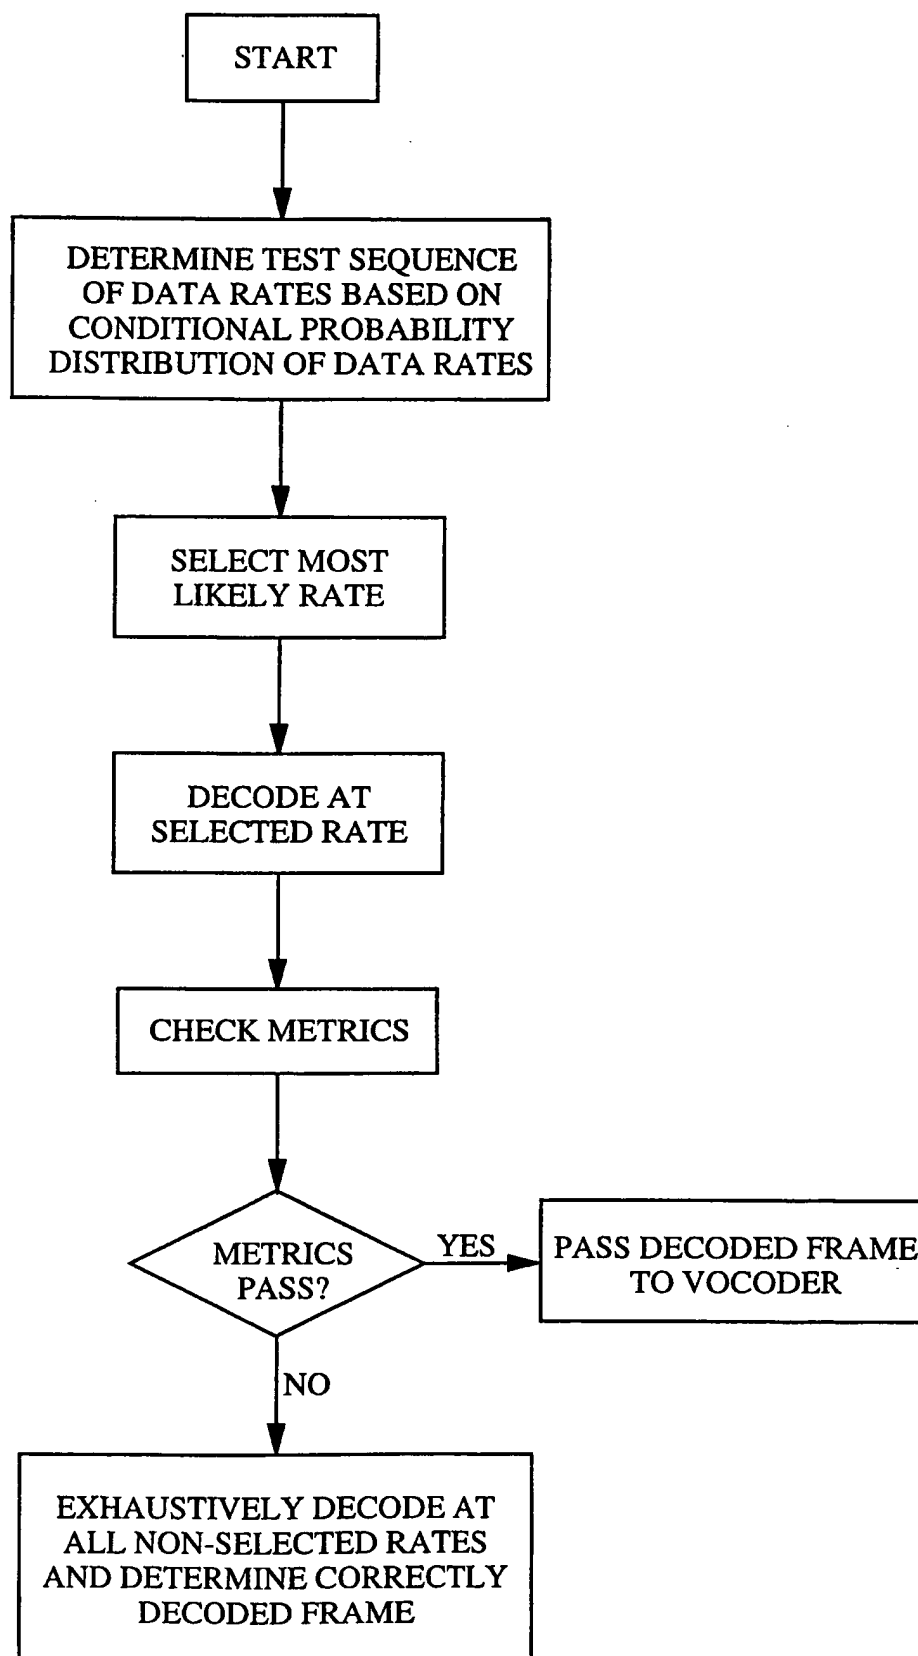 START
DETERMINE TEST SEQUENCE
OF DATA RATES BASED ON
CONDITIONAL PROBABILITY
DISTRIBUTION OF DATA RATES
SELECT MOST
LIKELY RATE
DECODE AT
SELECTED RATE
CHECK METRICS
METRICS
PASS?
YES
PASS DECODED FRAME
TO VOCODER
NO
EXHAUSTIVELY DECODE AT
ALL NON-SELECTED RATES
AND DETERMINE CORRECTLY
DECODED FRAME